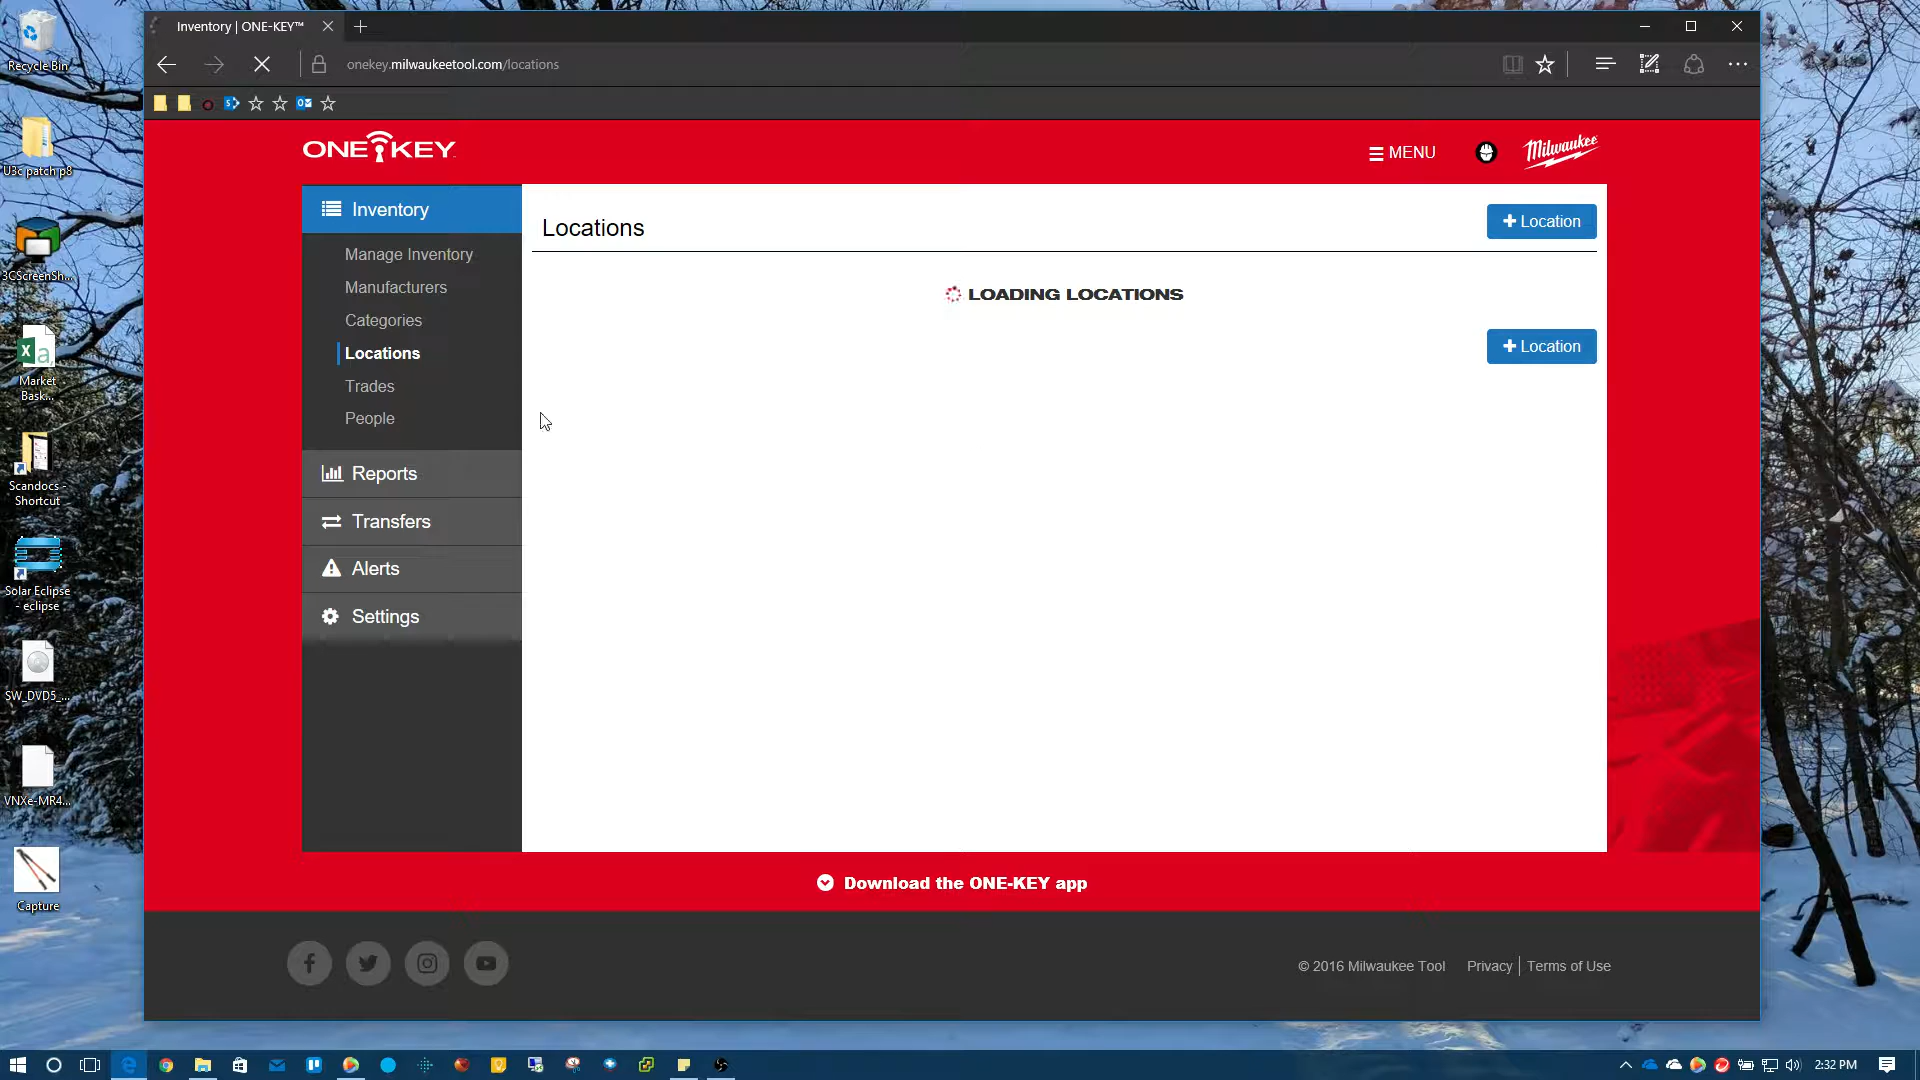 Inventory | ONE-KEY™
onekey.milwaukeetool.com/locations
ONE KEY
MENU
Milwaukee
Inventory
Manage Inventory
Manufacturers
Categories
Locations
Trades
People
Reports
Transfers
Alerts
Settings
Locations
+ Location
LOADING LOCATIONS
+ Location
Download the ONE-KEY app
© 2016 Milwaukee Tool
Privacy
Terms of Use
Recycle Bin
U3c patch p8
3CScreenSh...
Market
Bask...
Scandocs -
Shortcut
Solar Eclipse
- eclipse
SW_DVD5_...
VNXe-MR4...
Capture
2:32 PM